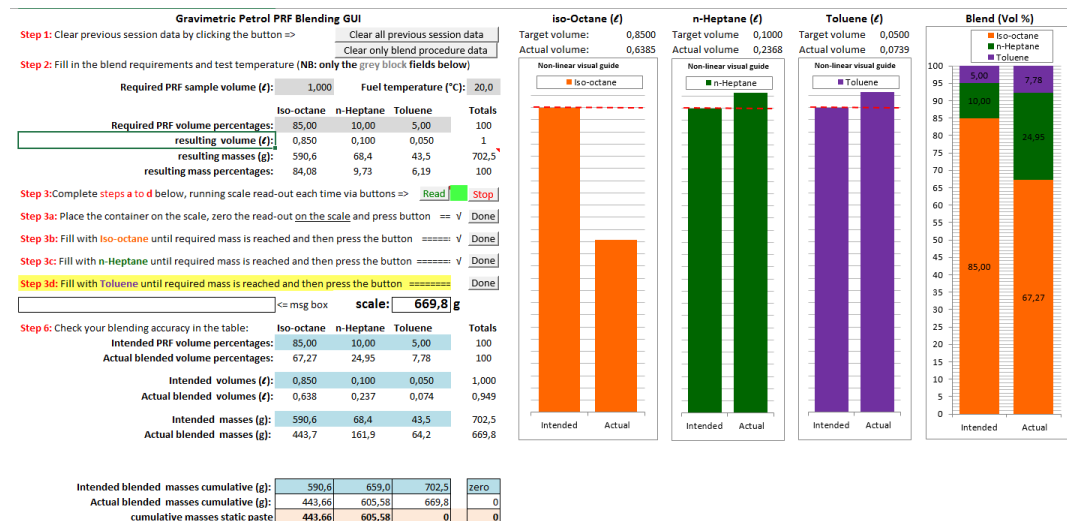 Gravimetric Petrol PRF Blending GUI
Step 1: Clear previous session data by clicking the button => Clear all previous session data
Clear only blend procedure data
Step 2: Fill in the blend requirements and test temperature (NB: only the grey block fields below)
Required PRF sample volume (ℓ): 1,000 Fuel temperature (°C): 20,0
Iso-octane n-Heptane Toluene Totals
Required PRF volume percentages: 85,00 10,00 5,00 100
resulting volume (ℓ): 0,850 0,100 0,050 1
resulting masses (g): 590,6 68,4 43,5 702,5
resulting mass percentages: 84,08 9,73 6,19 100
Step 3:Complete steps a to d below, running scale read-out each time via buttons => Read Stop
Step 3a: Place the container on the scale, zero the read-out on the scale and press button == √ Done
Step 3b: Fill with Iso-octane until required mass is reached and then press the button =====: √ Done
Step 3c: Fill with n-Heptane until required mass is reached and then press the button ======: √ Done
Step 3d: Fill with Toluene until required mass is reached and then press the button ======== Done
<= msg box scale: 669,8 g
Step 6: Check your blending accuracy in the table: Iso-octane n-Heptane Toluene Totals
Intended PRF volume percentages: 85,00 10,00 5,00 100
Actual blended volume percentages: 67,27 24,95 7,78 100
Intended volumes (ℓ): 0,850 0,100 0,050 1,000
Actual blended volumes (ℓ): 0,638 0,237 0,074 0,949
Intended masses (g): 590,6 68,4 43,5 702,5
Actual blended masses (g): 443,7 161,9 64,2 669,8
Intended blended masses cumulative (g): 590,6 659,0 702,5 zero
Actual blended masses cumulative (g): 443,66 605,58 669,8 0
cumulative masses static paste 443,66 605,58 0 0
iso-Octane (ℓ)
Target volume: 0,8500
Actual volume: 0,6385
Non-linear visual guide
Iso-octane
Intended Actual
n-Heptane (ℓ)
Target volume 0,1000
Actual volume 0,2368
Non-linear visual guide
n-Heptane
Intended Actual
Toluene (ℓ)
Target volume 0,0500
Actual volume 0,0739
Non-linear visual guide
Toluene
Intended Actual
Blend (Vol %)
Iso-octane
n-Heptane
Toluene
100
95
90
85
80
75
70
65
60
55
50
45
40
35
30
25
20
15
10
5
0
5,00
10,00
85,00
7,78
24,95
67,27
Intended Actual